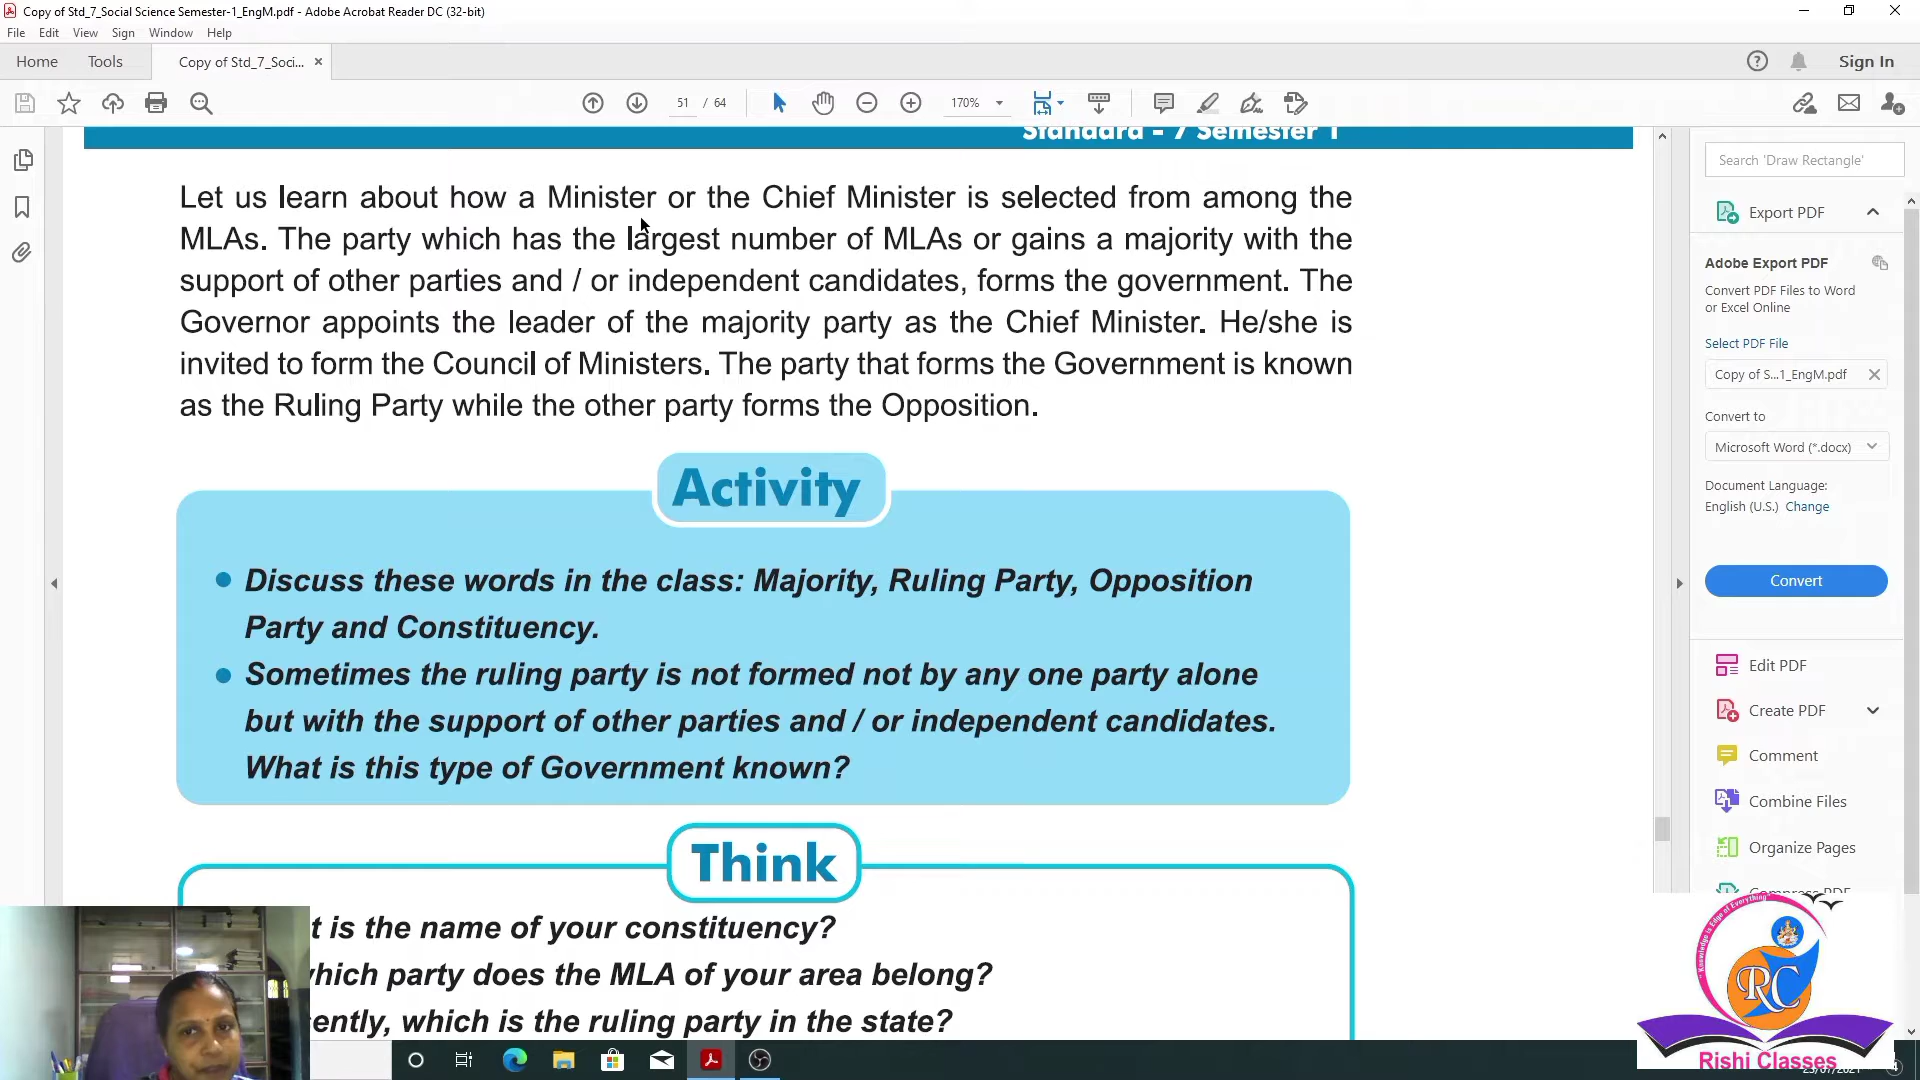 Copy of Std_7_Social Science Semester-1_EngM.pdf - Adobe Acrobat Reader DC (32-bit)
File Edit View Sign Window Help
Home Tools Copy of Std_7_Soci... × Sign In
51 / 64 170%
Standard - 7 Semester 1
Let us learn about how a Minister or the Chief Minister is selected from among the
MLAs. The party which has the largest number of MLAs or gains a majority with the
support of other parties and / or independent candidates, forms the government. The
Governor appoints the leader of the majority party as the Chief Minister. He/she is
invited to form the Council of Ministers. The party that forms the Government is known
as the Ruling Party while the other party forms the Opposition.
Activity
• Discuss these words in the class: Majority, Ruling Party, Opposition
Party and Constituency.
• Sometimes the ruling party is not formed not by any one party alone
but with the support of other parties and / or independent candidates.
What is this type of Government known?
Think
t is the name of your constituency?
which party does the MLA of your area belong?
cently, which is the ruling party in the state?
Search 'Draw Rectangle'
Export PDF
Adobe Export PDF
Convert PDF Files to Word
or Excel Online
Select PDF File
Copy of S...1_EngM.pdf
Convert to
Microsoft Word (*.docx)
Document Language:
English (U.S.) Change
Convert
Edit PDF
Create PDF
Comment
Combine Files
Organize Pages
Compress PDF
"Knowledge is Edge of Everything"
RC
Rishi Classes